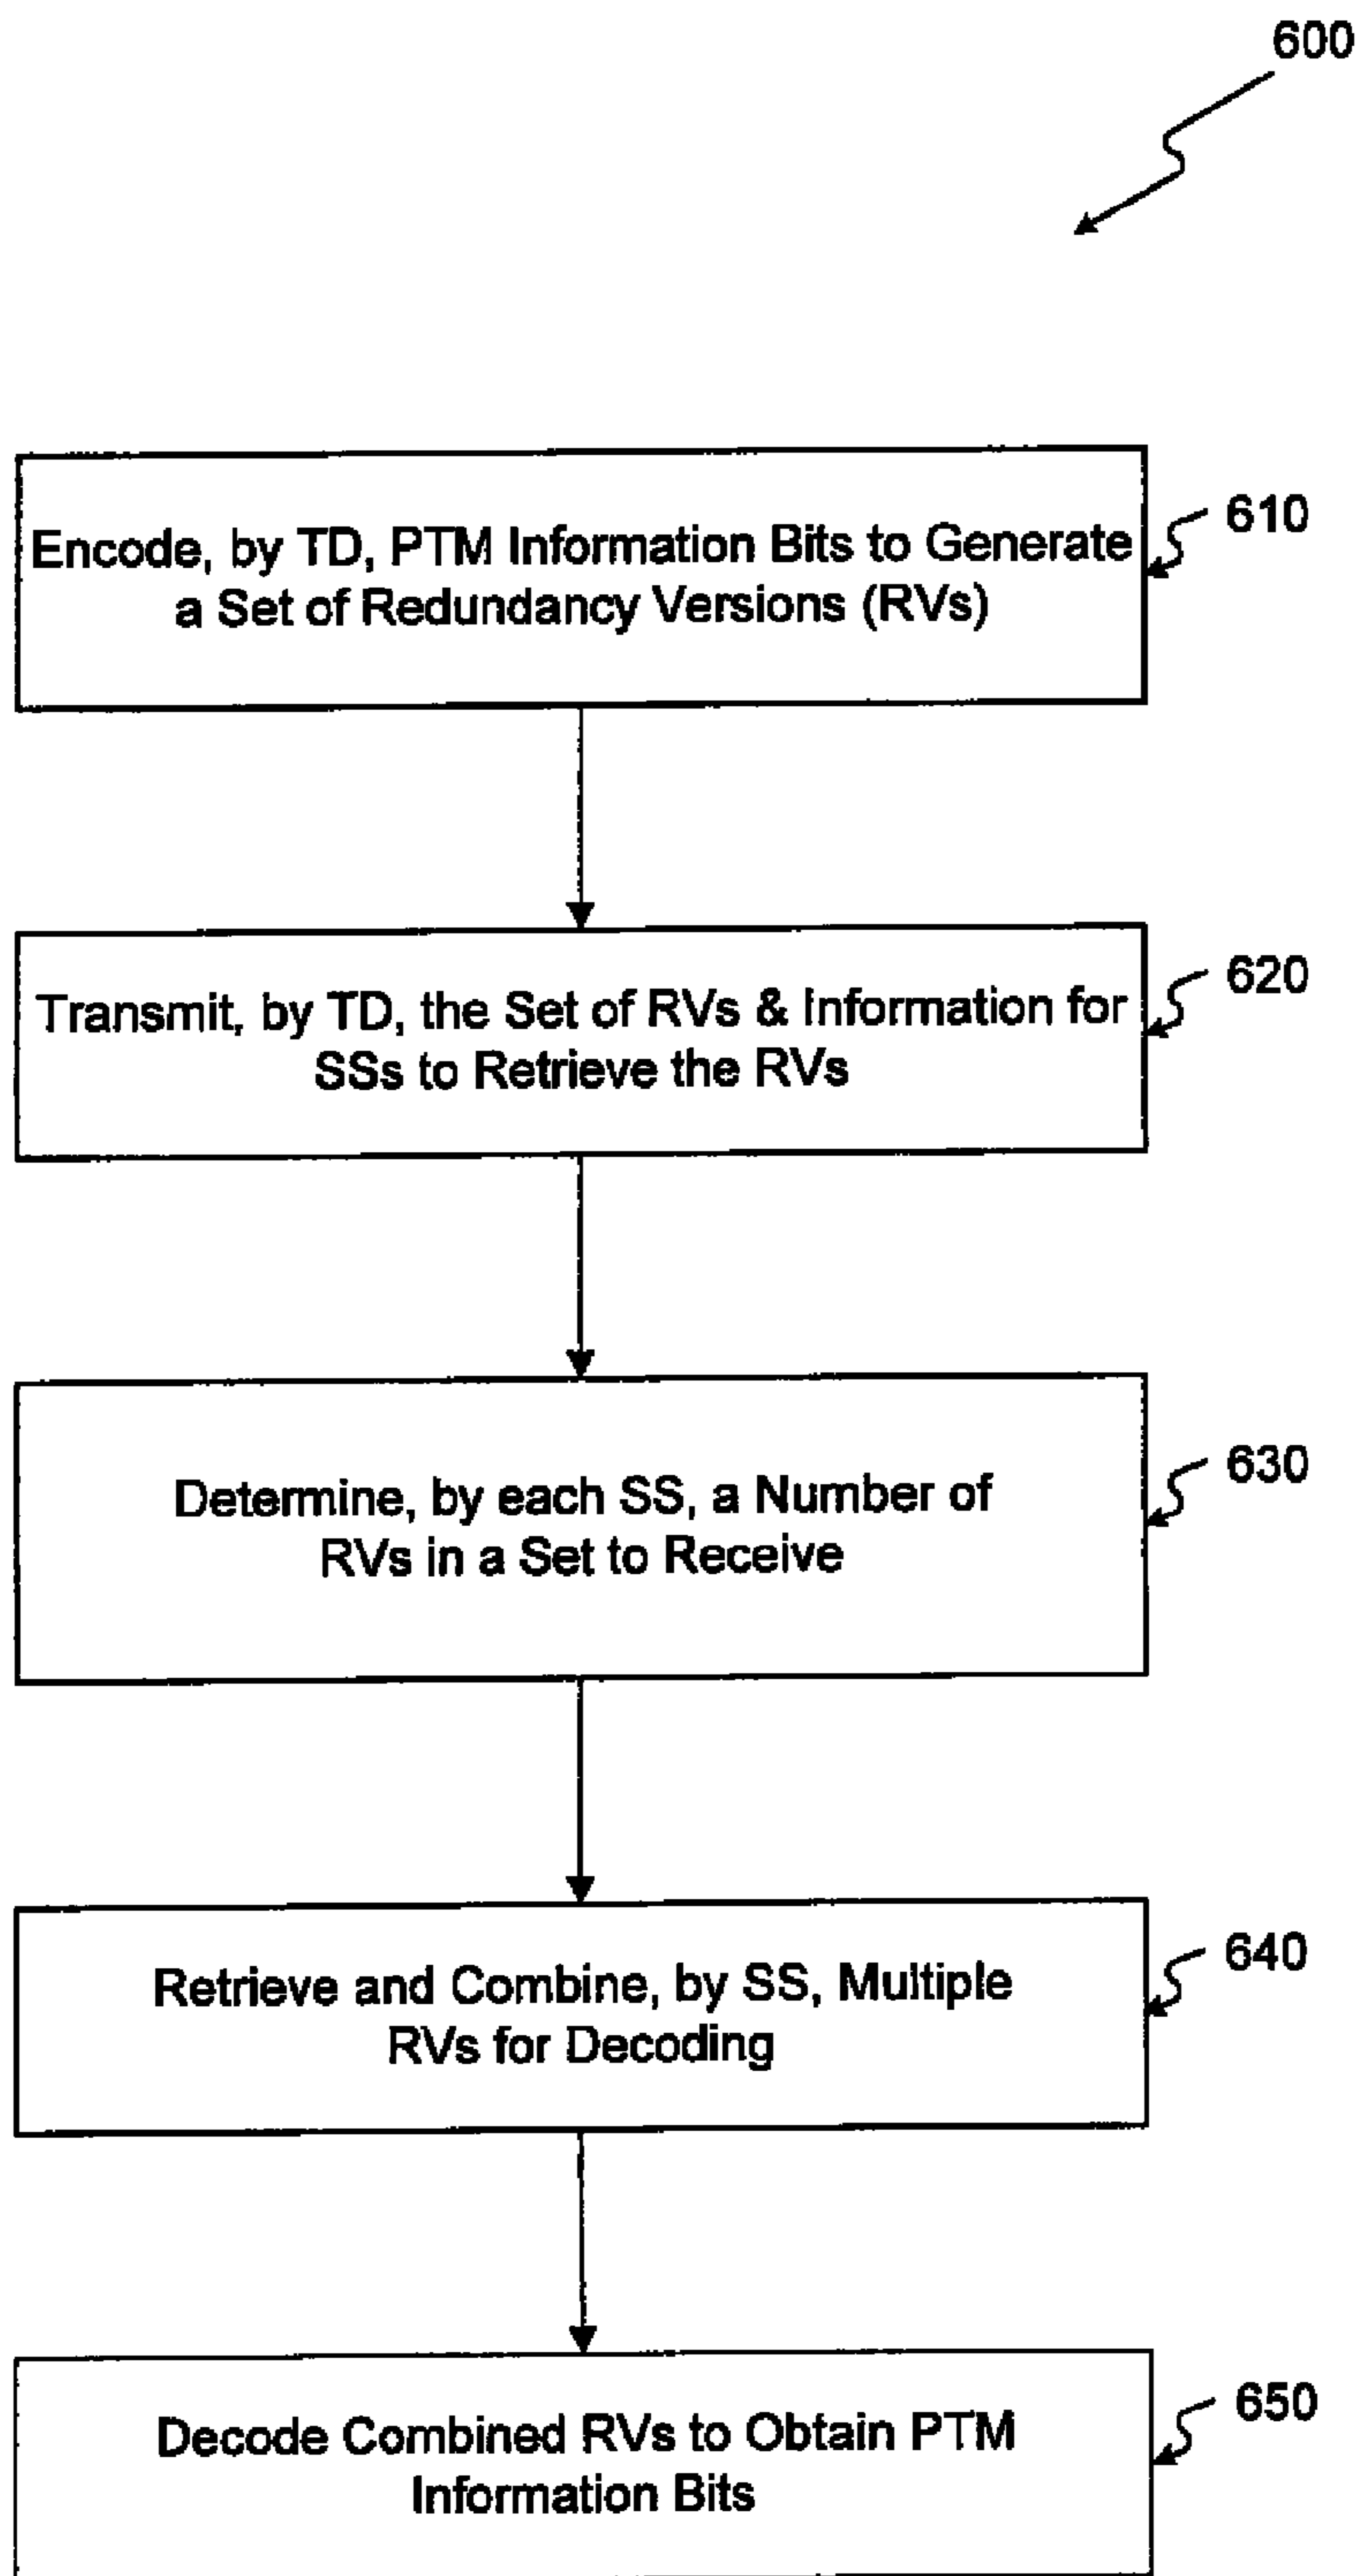 600
Encode, by TD, PTM Information Bits to Generate
a Set of Redundancy Versions (RVs)
610
Transmit, by TD, the Set of RVs & Information for
SSs to Retrieve the RVs
620
Determine, by each SS, a Number of
RVs in a Set to Receive
630
Retrieve and Combine, by SS, Multiple
RVs for Decoding
640
Decode Combined RVs to Obtain PTM
Information Bits
650